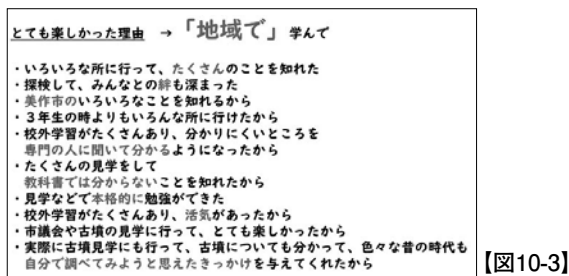 とても楽しかった理由 → 「地域で」 学んで
・いろいろな所に行って、たくさんのことを知れた
・探検して、みんなとの絆も深まった
・美作市のいろいろなことを知れるから
・３年生の時よりもいろんな所に行けたから
・校外学習がたくさんあり、分かりにくいところを
専門の人に聞いて分かるようになったから
・たくさんの見学をして
教科書では分からないことを知れたから
・見学などで本格的に勉強ができた
・校外学習がたくさんあり、活気があったから
・市議会や古墳の見学に行って、とても楽しかったから
・実際に古墳見学にも行って、古墳についても分かって、色々な昔の時代も
自分で調べてみようと思えたきっかけを与えてくれたから
【図10-3】